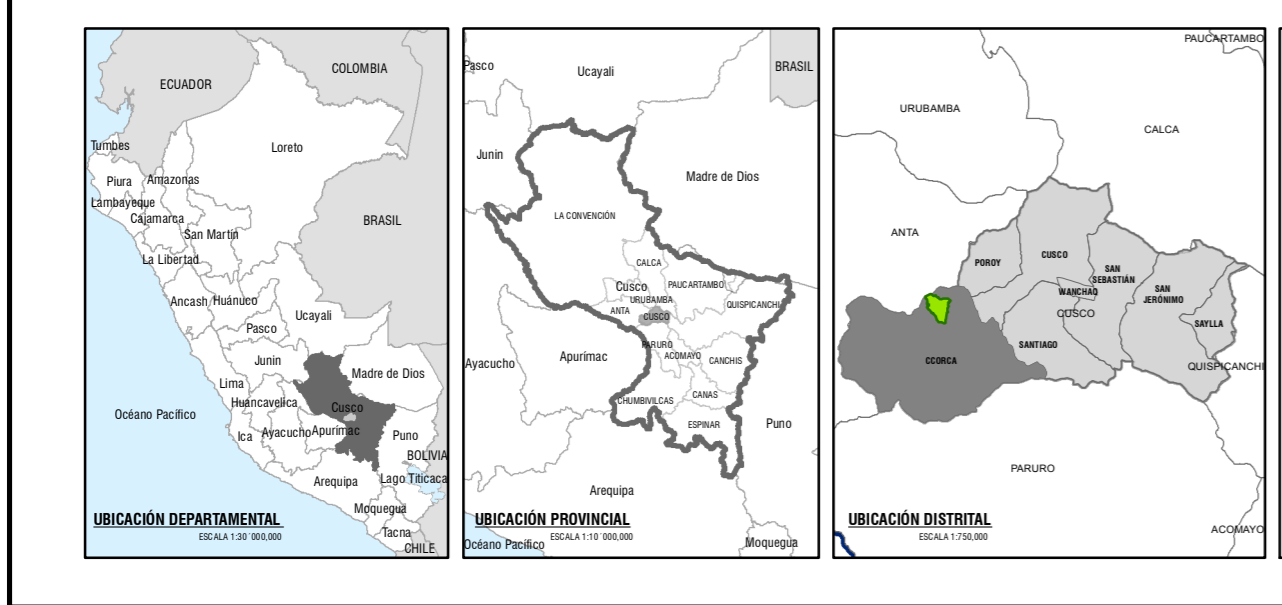 ECUADOR
COLOMBIA
Tumbes
Loreto
Piura
Amazonas
Lambayeque
Cajamarca
San Martin
BRASIL
La Libertad
Ancash
Huánuco
Ucayali
Pasco
Junin
Madre de Dios
Lima
Huancavelica
Cusco
Océano Pacífico
Ica
Ayacucho
Apurímac
Puno
BOLIVIA
Arequipa
Lago Titicaca
Moquegua
Tacna
CHILE
UBICACIÓN DEPARTAMENTAL
ESCALA 1:30´000,000
Pasco
Ucayali
BRASIL
Junin
Madre de Dios
LA CONVENCIÓN
CALCA
Cusco
PAUCARTAMBO
URUBAMBA
QUISPICANCHI
ANTA
CUSCO
PARURO
ACOMAYO
CANCHIS
Ayacucho
Apurímac
CHUMBIVILCAS
CANAS
ESPINAR
Puno
Arequipa
UBICACIÓN PROVINCIAL
ESCALA 1:10´000,000
Océano Pacífico
Moquegua
PAUCARTAMBO
URUBAMBA
CALCA
ANTA
POROY
CUSCO
SAN
SEBASTIÁN
WANCHAQ
SAN
JERÓNIMO
CUSCO
SAYLLA
SANTIAGO
CCORCA
QUISPICANCHI
PARURO
UBICACIÓN DISTRITAL
ESCALA 1:750,000
ACOMAYO